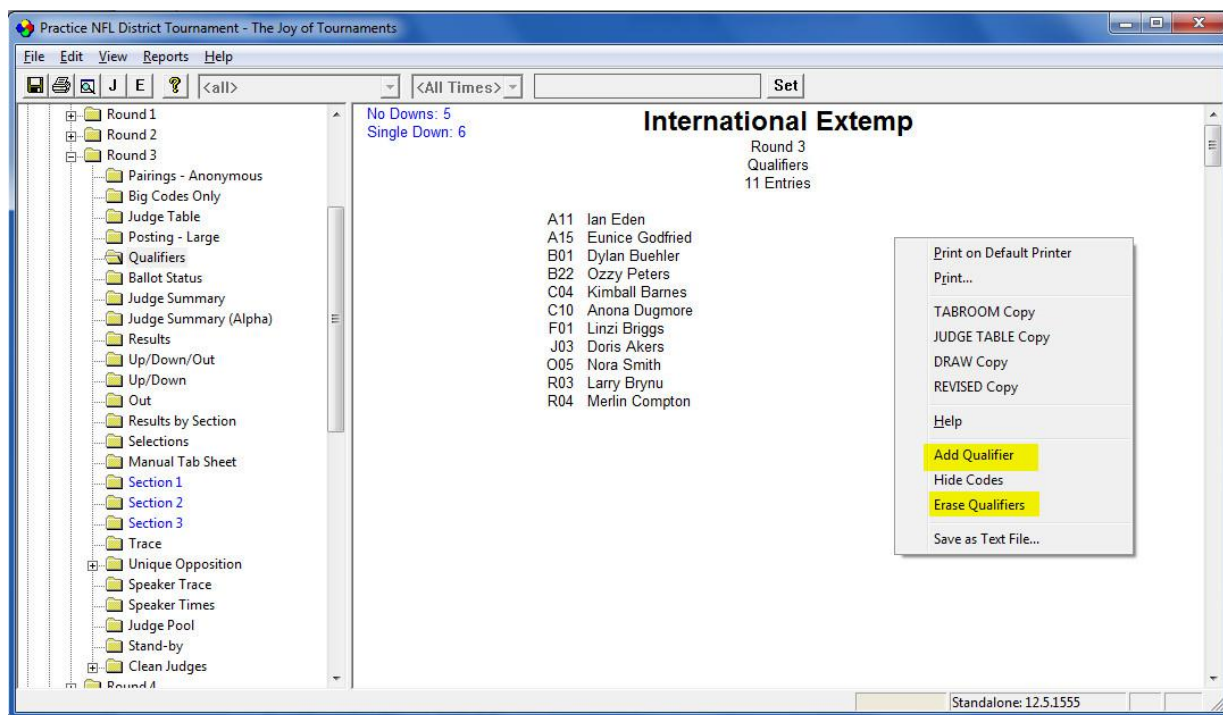 Practice NFL District Tournament - The Joy of Tournaments
File Edit View Reports Help
J E ? <all> <All Times> Set
Round 1
Round 2
Round 3
Pairings - Anonymous
Big Codes Only
Judge Table
Posting - Large
Qualifiers
Ballot Status
Judge Summary
Judge Summary (Alpha)
Results
Up/Down/Out
Up/Down
Out
Results by Section
Selections
Manual Tab Sheet
Section 1
Section 2
Section 3
Trace
Unique Opposition
Speaker Trace
Speaker Times
Judge Pool
Stand-by
Clean Judges
Round 4
No Downs: 5
Single Down: 6
International Extemp
Round 3
Qualifiers
11 Entries
A11 Ian Eden
A15 Eunice Godfried
B01 Dylan Buehler
B22 Ozzy Peters
C04 Kimball Barnes
C10 Anona Dugmore
F01 Linzi Briggs
J03 Doris Akers
O05 Nora Smith
R03 Larry Brynu
R04 Merlin Compton
Print on Default Printer
Print...
TABROOM Copy
JUDGE TABLE Copy
DRAW Copy
REVISED Copy
Help
Add Qualifier
Hide Codes
Erase Qualifiers
Save as Text File...
Standalone: 12.5.1555